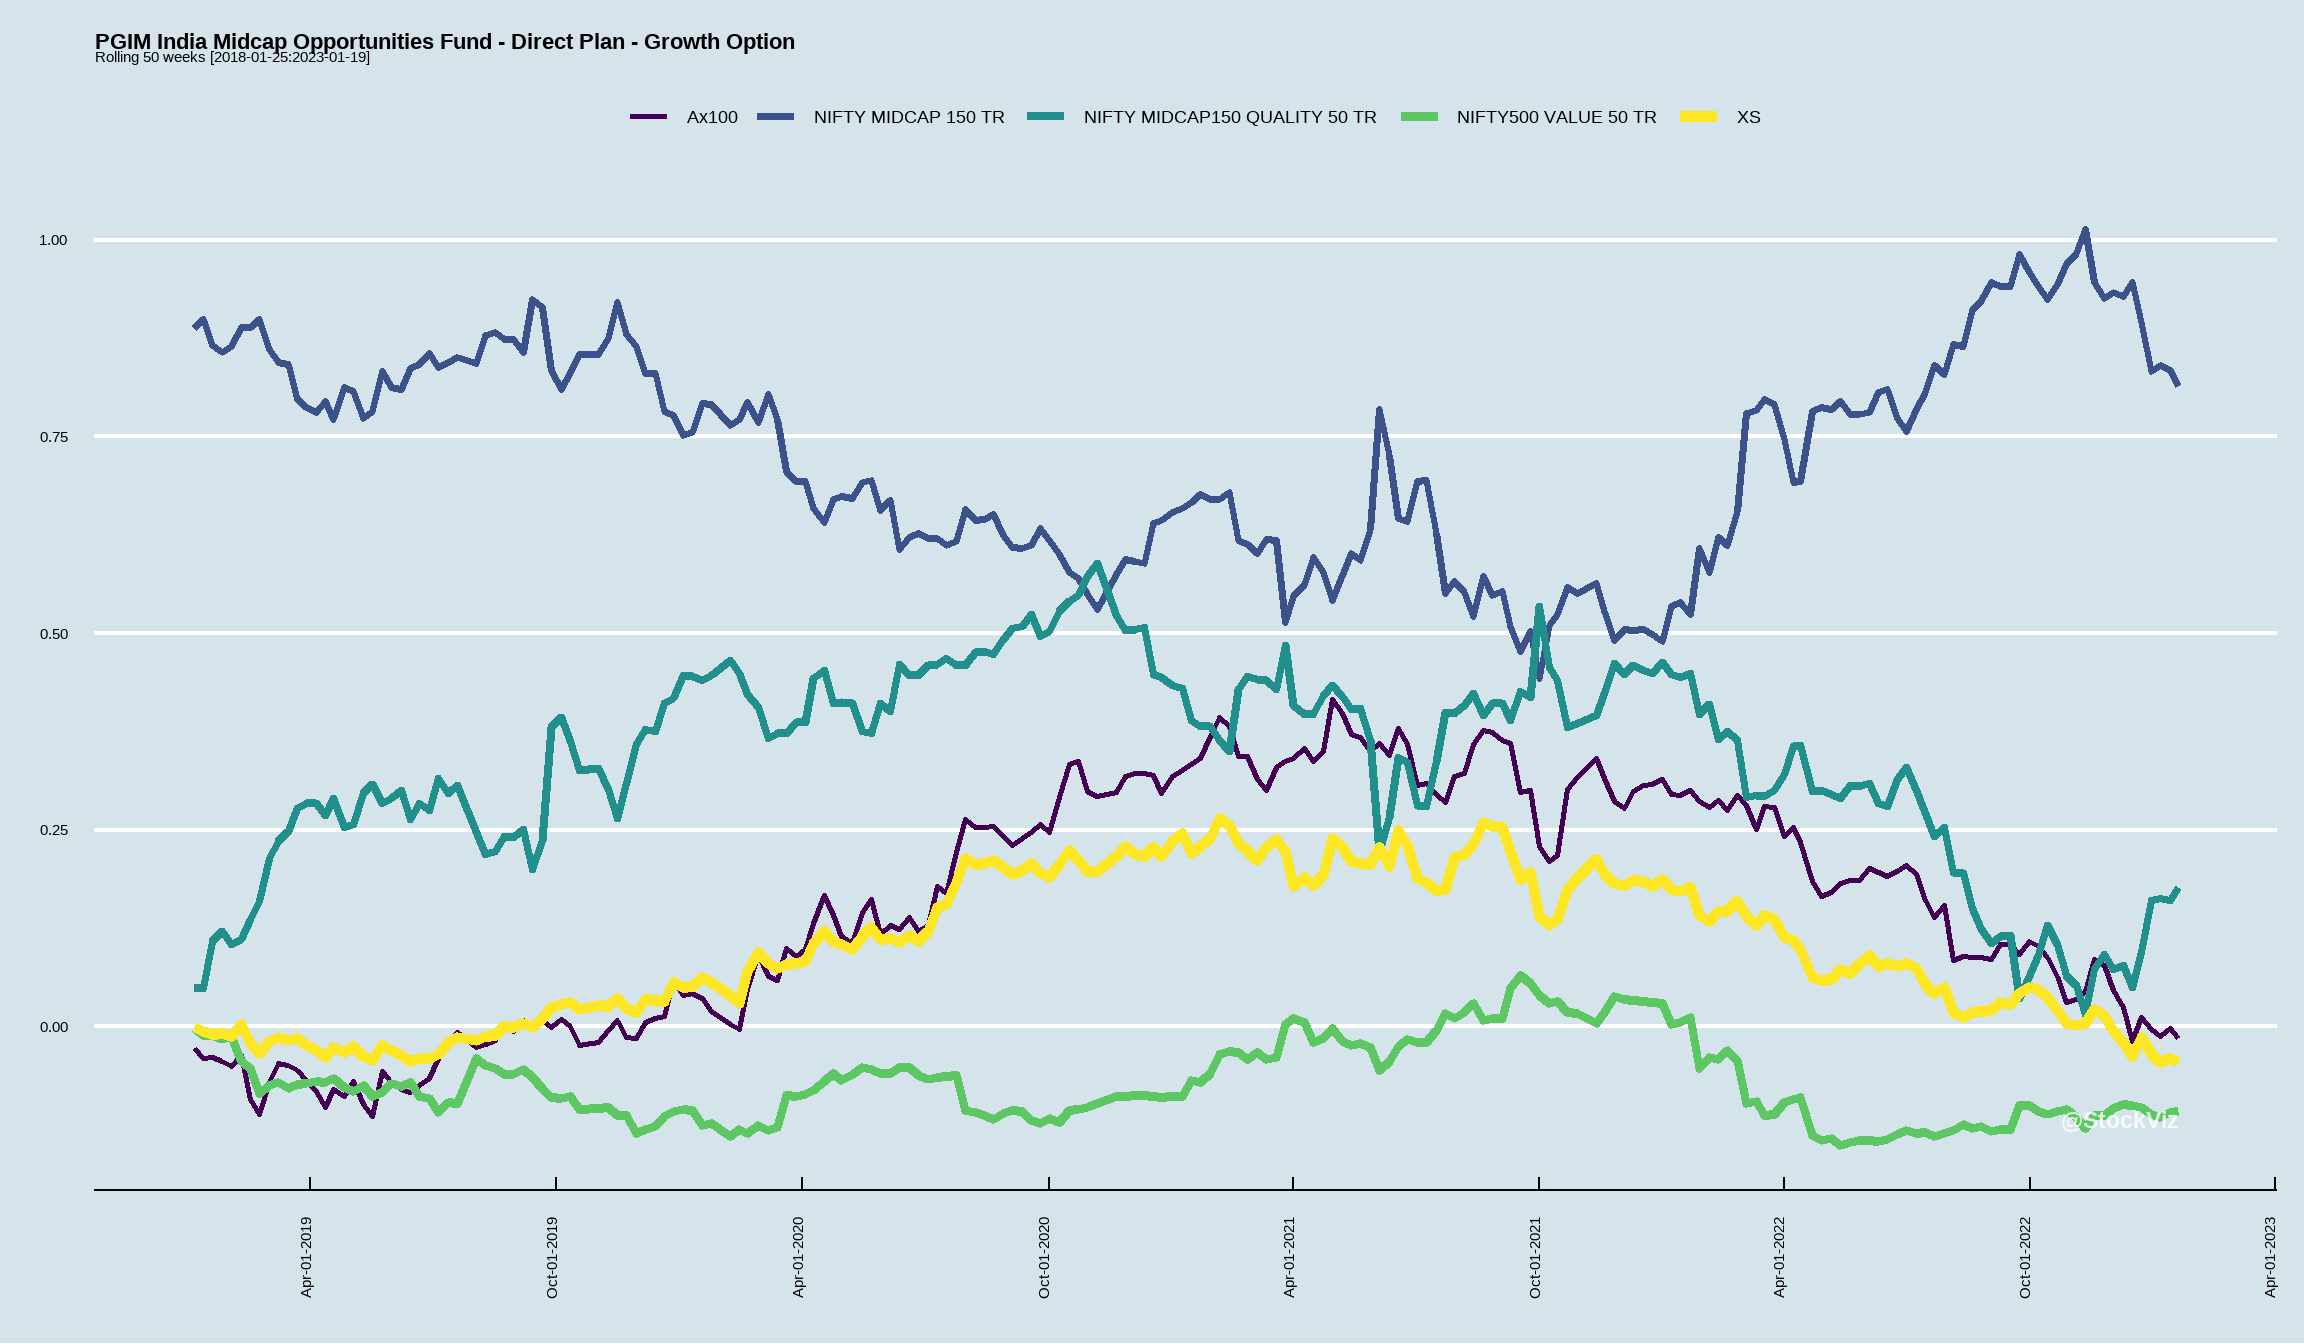 PGIM India Midcap Opportunities Fund - Direct Plan - Growth Option
Rolling 50 weeks [2018-01-25:2023-01-19]
Ax100 NIFTY MIDCAP 150 TR NIFTY MIDCAP150 QUALITY 50 TR NIFTY500 VALUE 50 TR XS
1.00
0.75
0.50
0.25
0.00
@StockViz
Apr-01-2019
Oct-01-2019
Apr-01-2020
Oct-01-2020
Apr-01-2021
Oct-01-2021
Apr-01-2022
Oct-01-2022
Apr-01-2023